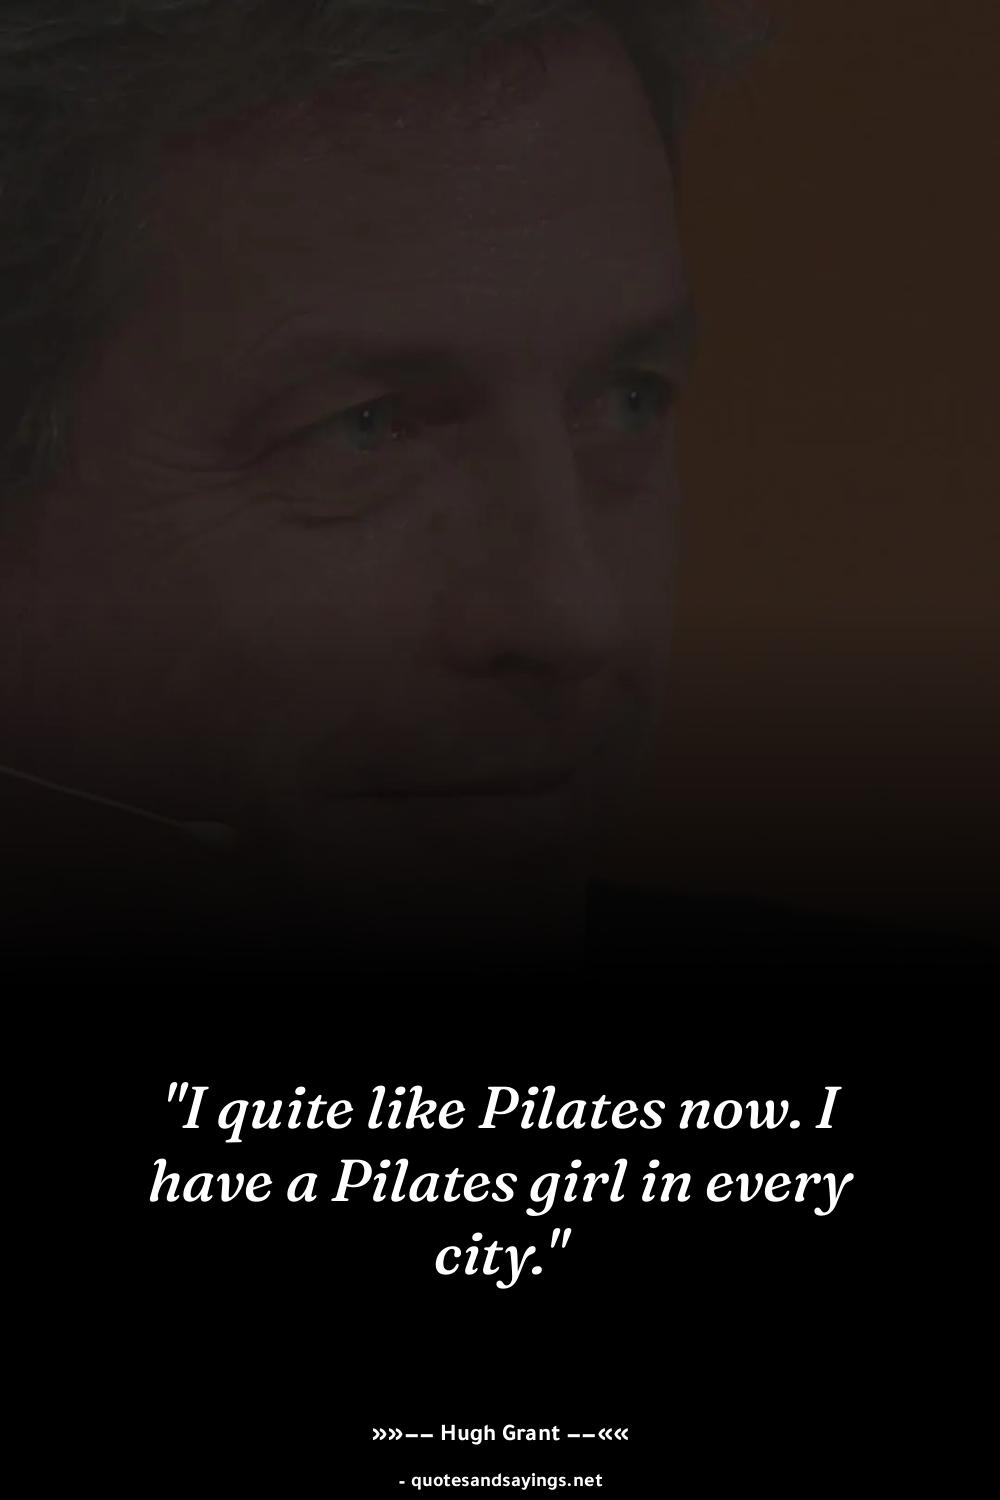 "I quite like Pilates now. I
have a Pilates girl in every
city."
»»−− Hugh Grant −−««
- quotesandsayings.net